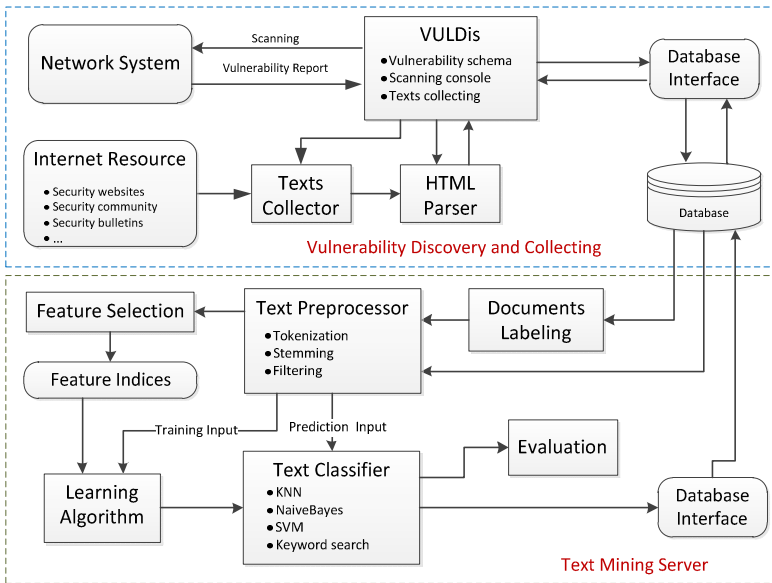 Network System
Scanning
Vulnerability Report
VULDis
● Vulnerability schema
● Scanning console
● Texts collecting
Database
Interface
Internet Resource
● Security websites
● Security community
● Security bulletins
● ...
Texts
Collector
HTML
Parser
Database
Vulnerability Discovery and Collecting
Feature Selection
Text Preprocessor
● Tokenization
● Stemming
● Filtering
Documents
Labeling
Feature Indices
Training Input
Prediction Input
Evaluation
Learning
Algorithm
Text Classifier
● KNN
● NaiveBayes
● SVM
● Keyword search
Database
Interface
Text Mining Server